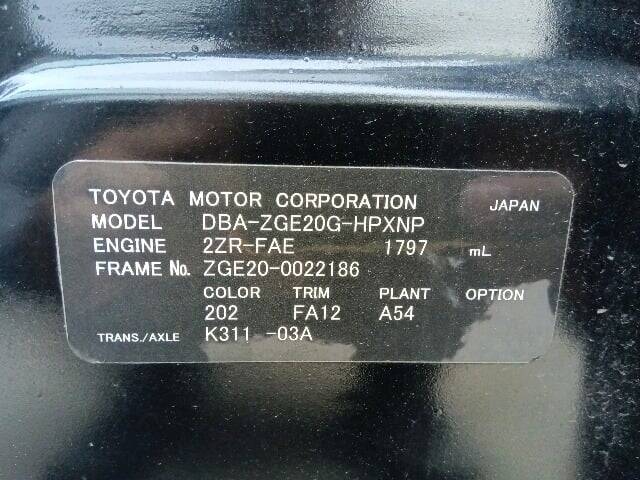 TOYOTA MOTOR CORPORATION JAPAN
MODEL DBA-ZGE20G-HPXNP
ENGINE 2ZR-FAE 1797 mL
FRAME No. ZGE20-0022186
COLOR TRIM PLANT OPTION
202 FA12 A54
TRANS./AXLE K311 -03A